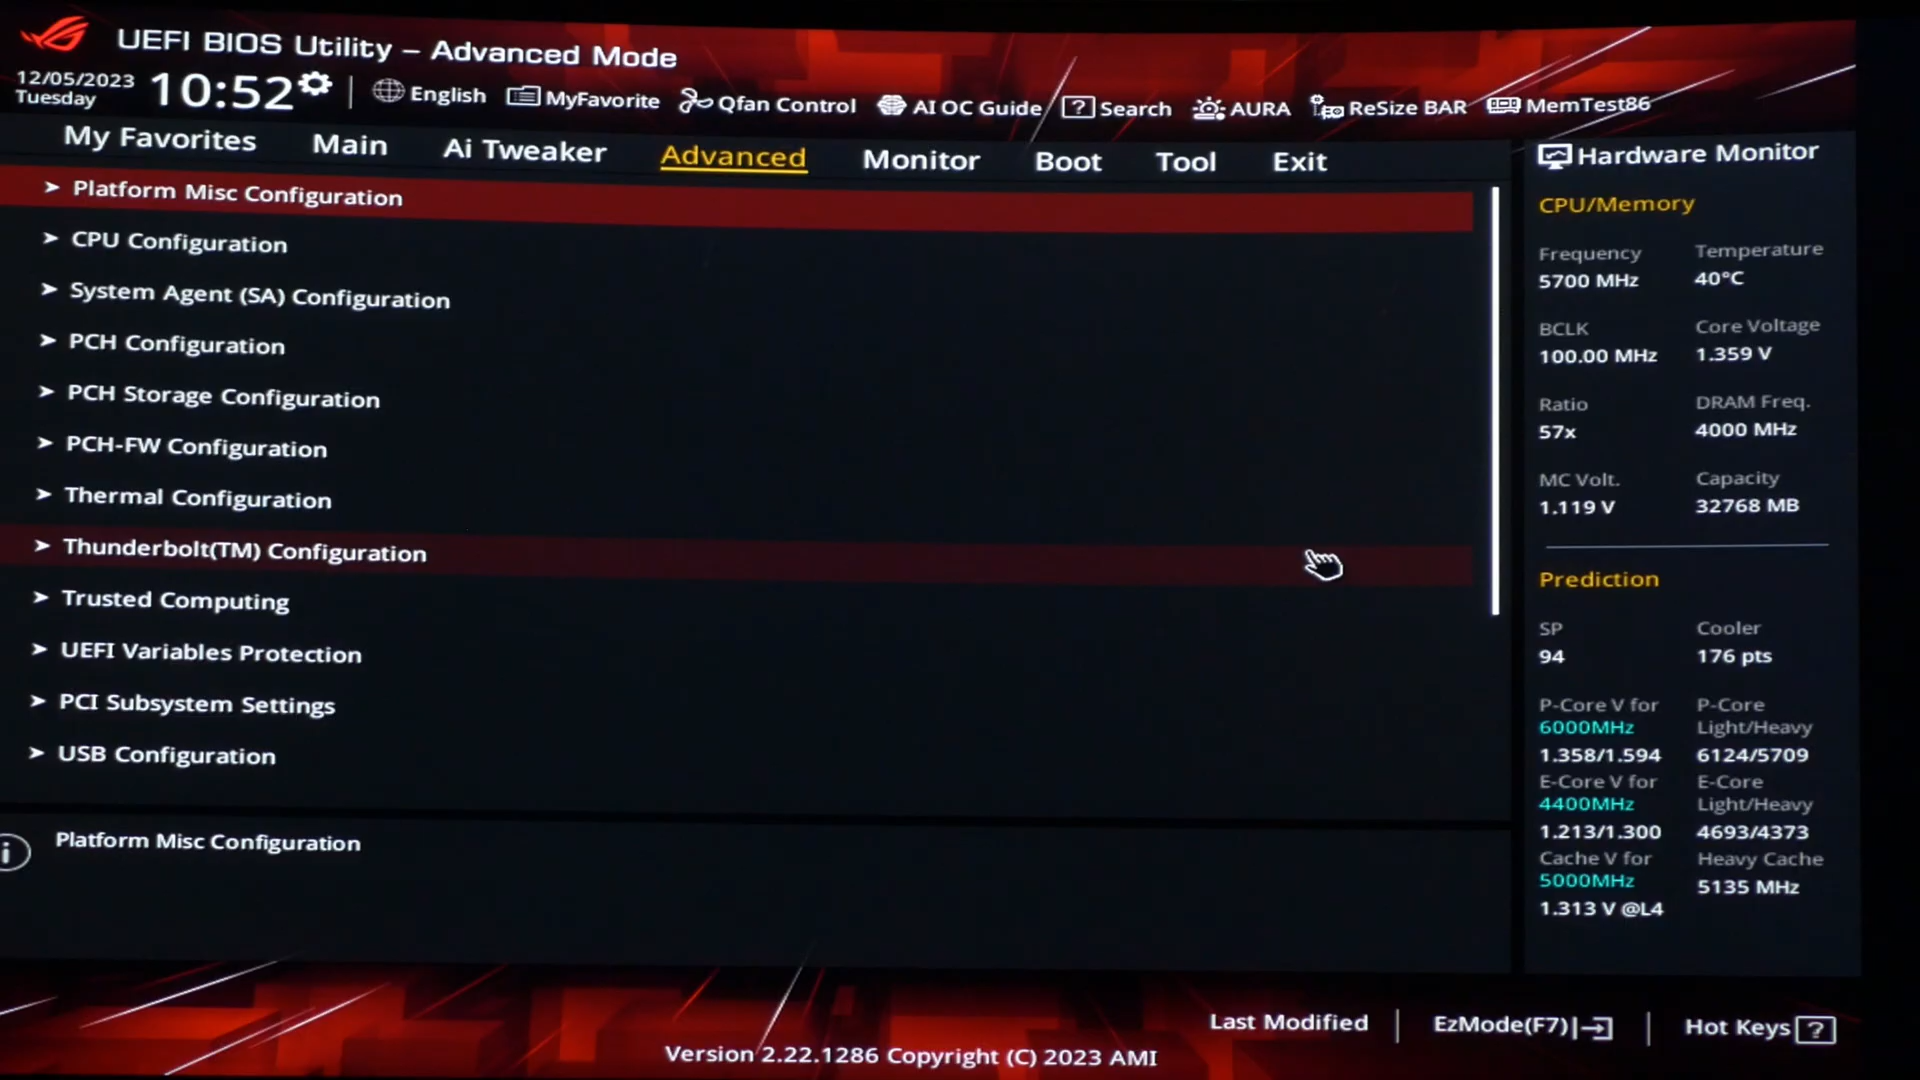 UEFI BIOS Utility – Advanced Mode
12/05/2023
Tuesday
10:52
English
MyFavorite
Qfan Control
AI OC Guide
? Search
AURA
ReSize BAR
MemTest86
My Favorites
Main
Ai Tweaker
Advanced
Monitor
Boot
Tool
Exit
Platform Misc Configuration
CPU Configuration
System Agent (SA) Configuration
PCH Configuration
PCH Storage Configuration
PCH-FW Configuration
Thermal Configuration
Thunderbolt(TM) Configuration
Trusted Computing
UEFI Variables Protection
PCI Subsystem Settings
USB Configuration
i Platform Misc Configuration
Hardware Monitor
CPU/Memory
Frequency Temperature
5700 MHz 40°C
BCLK Core Voltage
100.00 MHz 1.359 V
Ratio DRAM Freq.
57x 4000 MHz
MC Volt. Capacity
1.119 V 32768 MB
Prediction
SP Cooler
94 176 pts
P-Core V for P-Core
6000MHz Light/Heavy
1.358/1.594 6124/5709
E-Core V for E-Core
4400MHz Light/Heavy
1.213/1.300 4693/4373
Cache V for Heavy Cache
5000MHz 5135 MHz
1.313 V @L4
Last Modified
EzMode(F7)
Hot Keys ?
Version 2.22.1286 Copyright (C) 2023 AMI